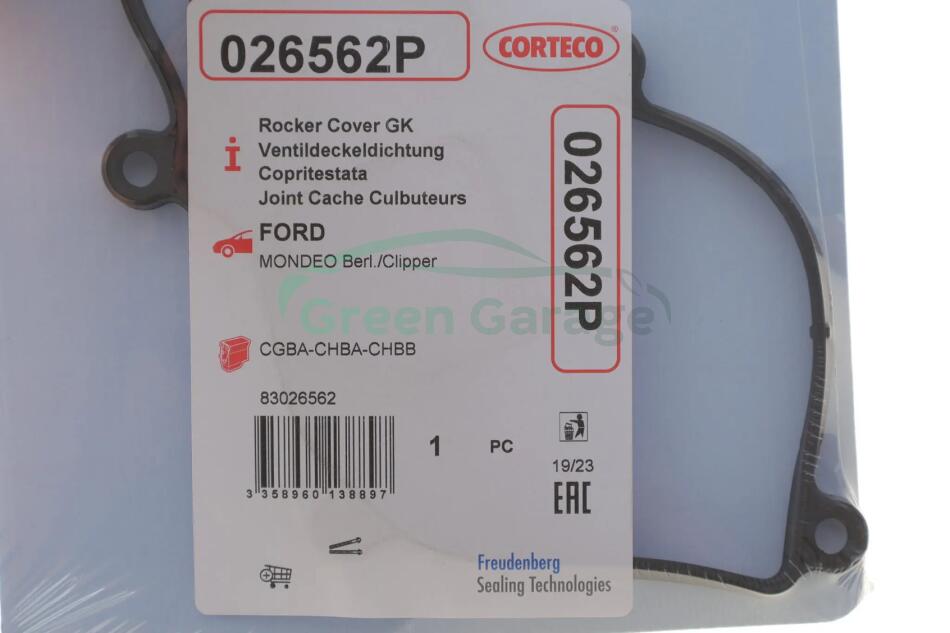 026562P
CORTECO
®
Rocker Cover GK
Ventildeckeldichtung
Copritestata
Joint Cache Culbuteurs
026562P
FORD
MONDEO Berl./Clipper
Green Garage
CGBA-CHBA-CHBB
83026562
1 PC
19/23
3 358960 138897
EAC
Freudenberg
Sealing Technologies